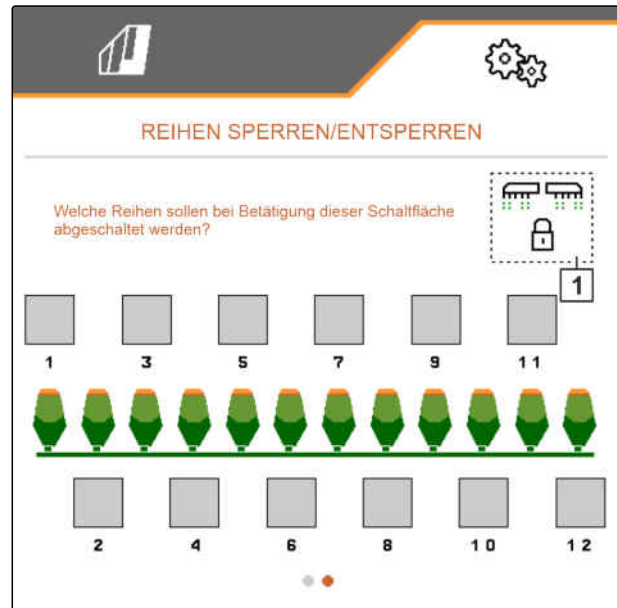 REIHEN SPERREN/ENTSPERREN
Welche Reihen sollen bei Betätigung dieser Schaltfläche
abgeschaltet werden?
1
1 3 5 7 9 11
2 4 6 8 10 12